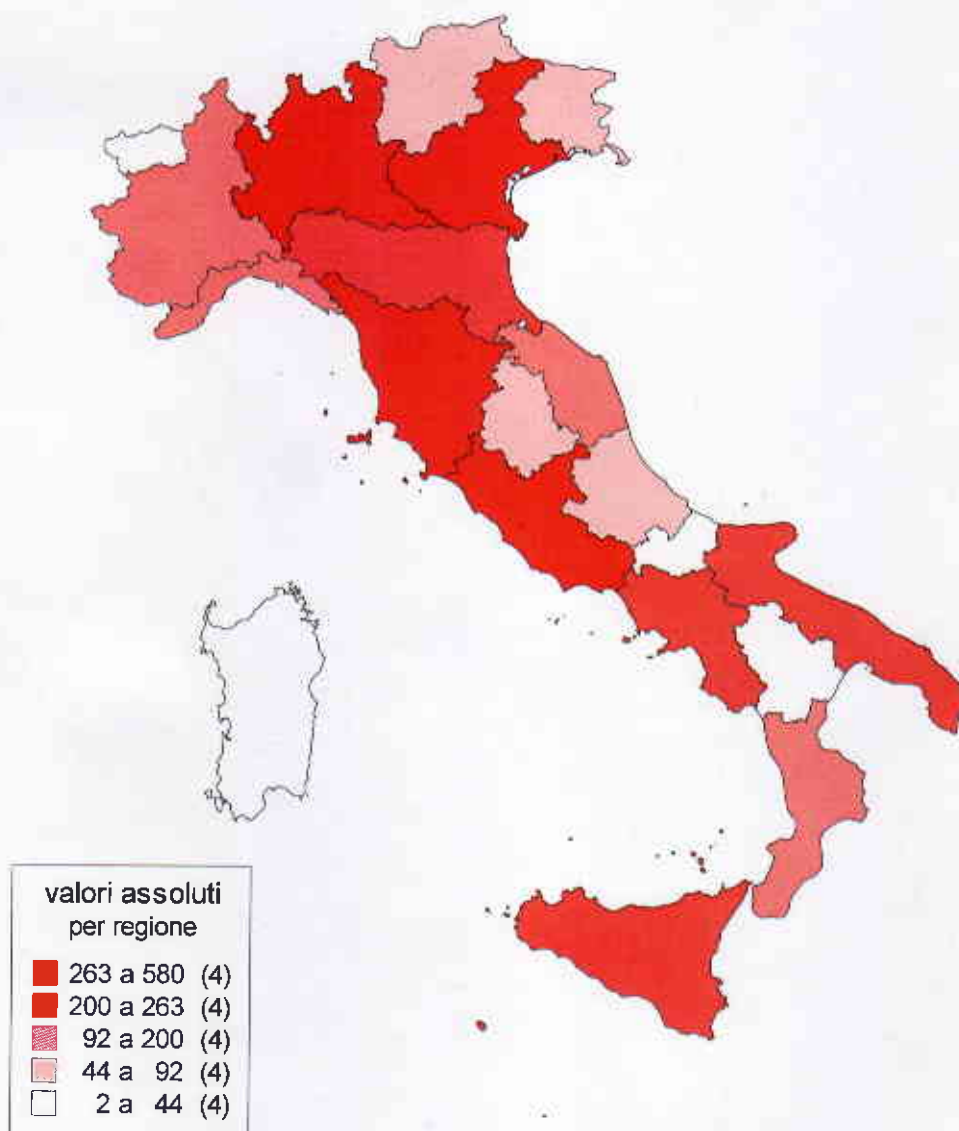 valori assoluti
per regione
263 a 580 (4)
200 a 263 (4)
92 a 200 (4)
44 a 92 (4)
2 a 44 (4)